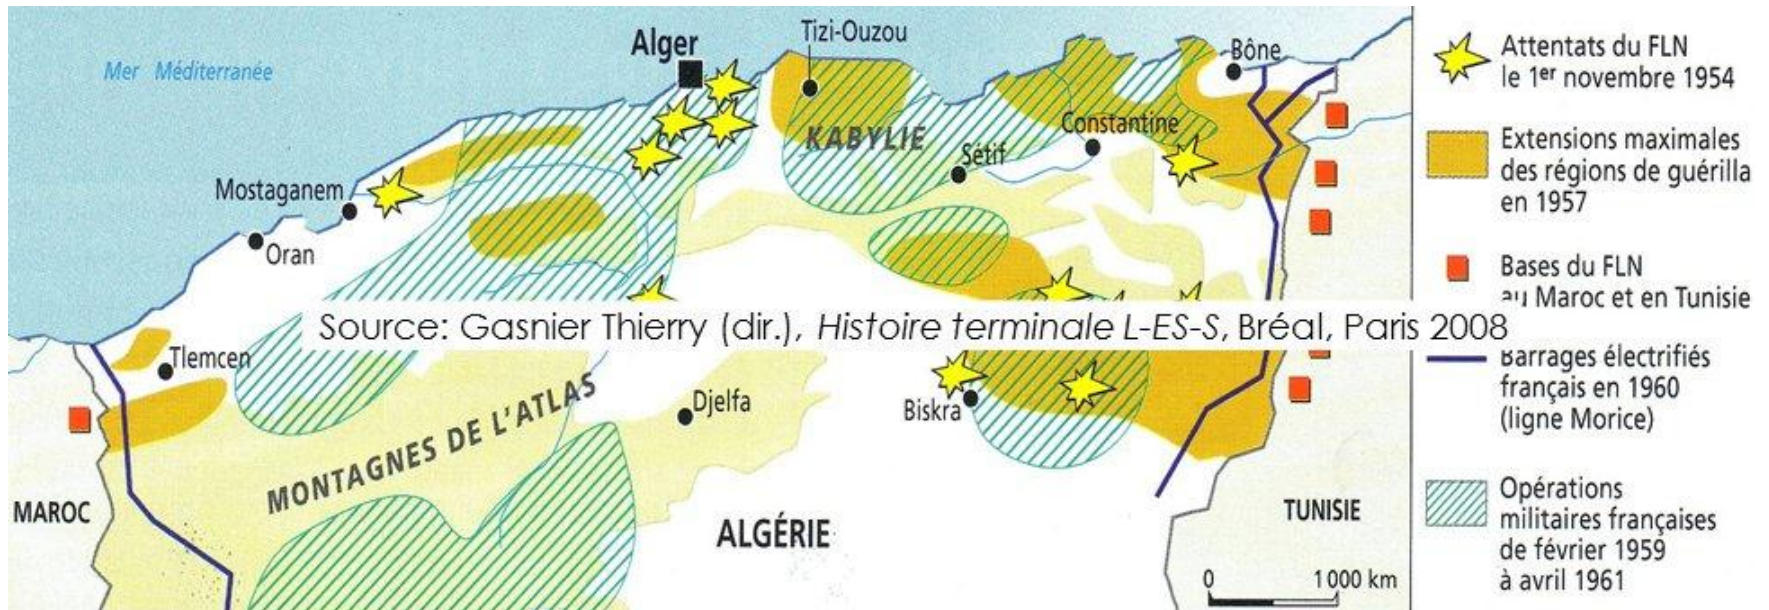 Mer Méditerranée
Alger
Tizi-Ouzou
Bône
KABYLIE
Constantine
Sétif
Mostaganem
Oran
Source: Gasnier Thierry (dir.), Histoire terminale L-ES-S, Bréal, Paris 2008
Tlemcen
Djelfa
Biskra
MONTAGNES DE L'ATLAS
MAROC
ALGÉRIE
TUNISIE
0 1 000 km
Attentats du FLN
le 1er novembre 1954
Extensions maximales
des régions de guérilla
en 1957
Bases du FLN
au Maroc et en Tunisie
Barrages électrifiés
français en 1960
(ligne Morice)
Opérations
militaires françaises
de février 1959
à avril 1961